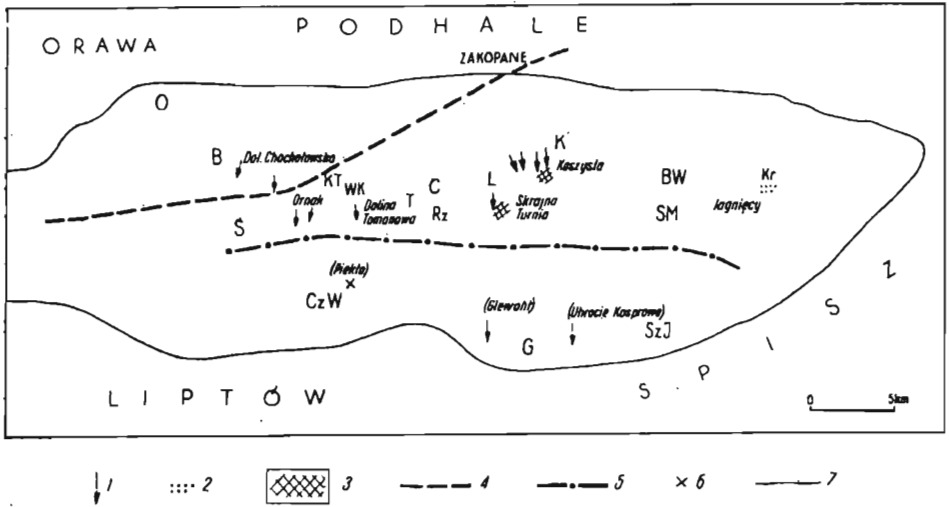 P O D H A L E
O R A W A
ZAKOPANE
O
B
Dol. Chochołowska
K
Koszysta
KT
WK
C
L
BW
Kr
Ornak
Dolina
Tomanowa
T
Rz
Skrajna
Turnia
SM
Jagnięcy
Ś
(Piekło)
CzW
(Giewont)
(Uhrocie Kasprowe)
SzJ
G
S P I S Z
L I P T Ó W
0 5km
1 2 3 4 5 6 7